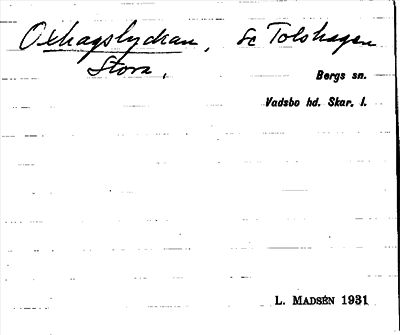 Oxhagslyckan, Se Tolshagen
Stora,
Bergs sn.
Vadsbo hd. Skar. l.
L. MADSÉN 1931